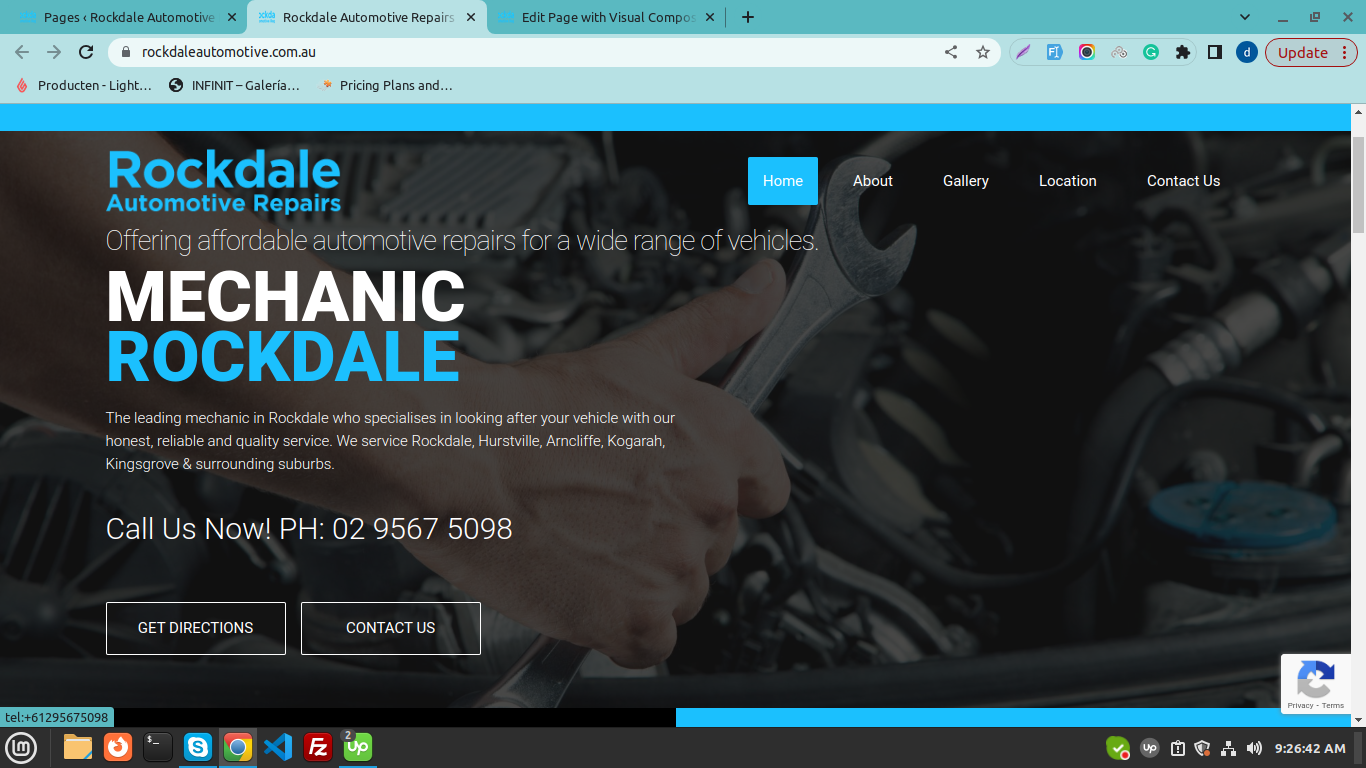 Pages ‹ Rockdale Automotive
Rockdale Automotive Repairs
Edit Page with Visual Compos
rockdaleautomotive.com.au
d
Update
Producten - Light…
INFINIT – Galería…
Pricing Plans and…
Rockdale
Automotive Repairs
Home
About
Gallery
Location
Contact Us
Offering affordable automotive repairs for a wide range of vehicles.
MECHANIC
ROCKDALE
The leading mechanic in Rockdale who specialises in looking after your vehicle with our
honest, reliable and quality service. We service Rockdale, Hurstville, Arncliffe, Kogarah,
Kingsgrove & surrounding suburbs.
Call Us Now! PH: 02 9567 5098
GET DIRECTIONS
CONTACT US
Privacy - Terms
tel:+61295675098
2
up
up
9:26:42 AM